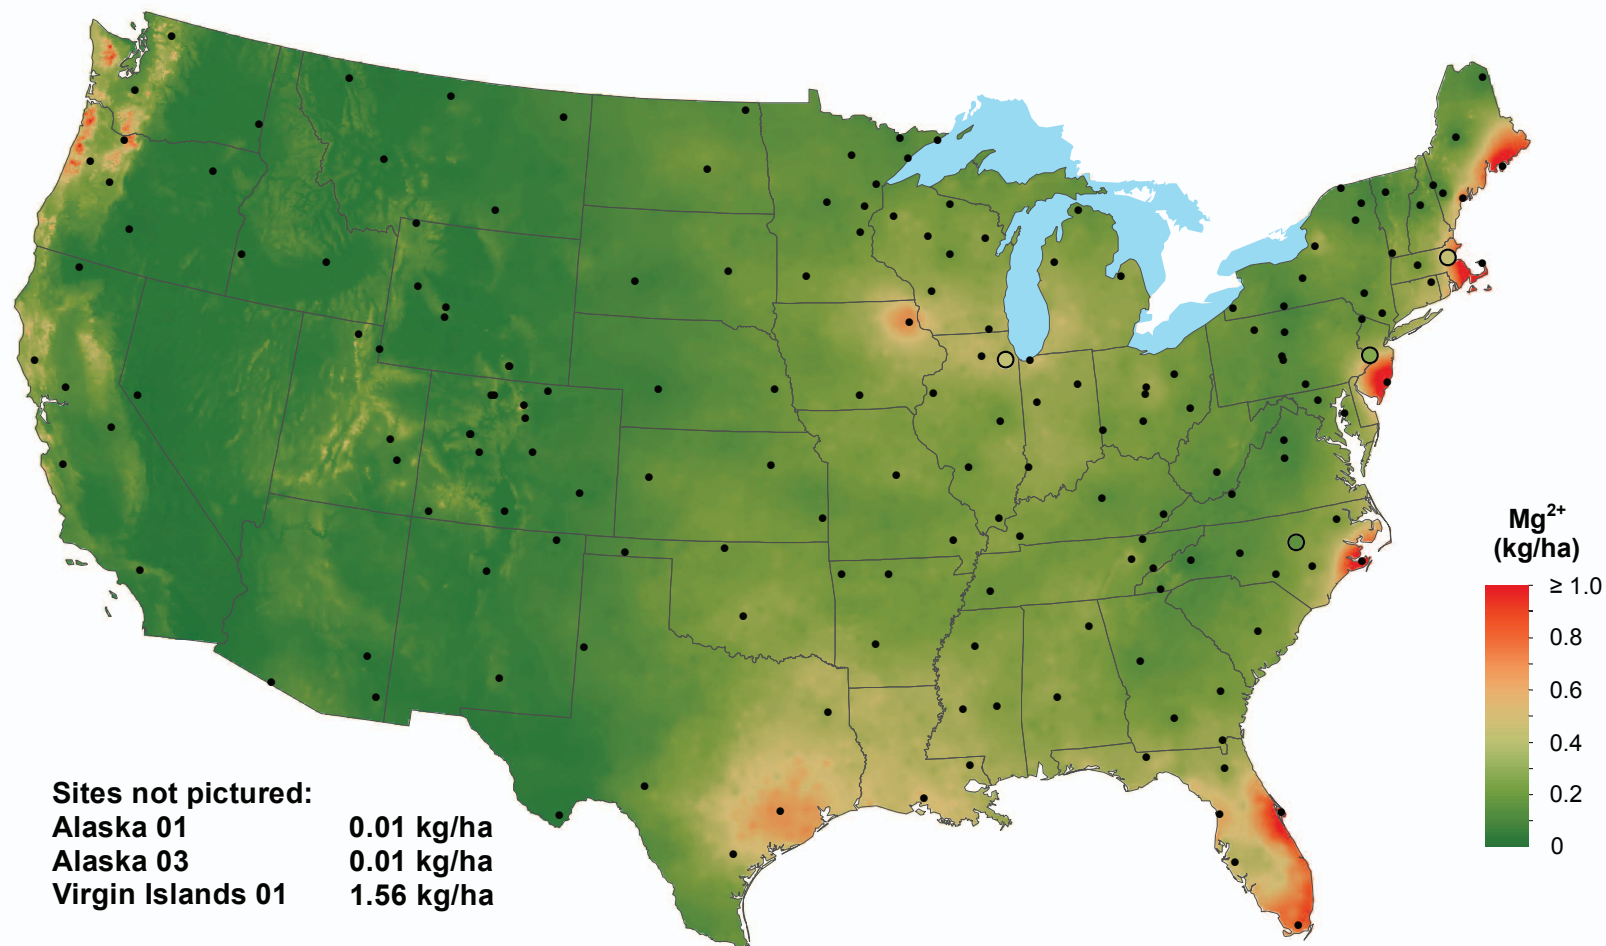 Mg²⁺
(kg/ha)
≥ 1.0
0.8
0.6
0.4
0.2
0
Sites not pictured:
Alaska 01 0.01 kg/ha
Alaska 03 0.01 kg/ha
Virgin Islands 01 1.56 kg/ha